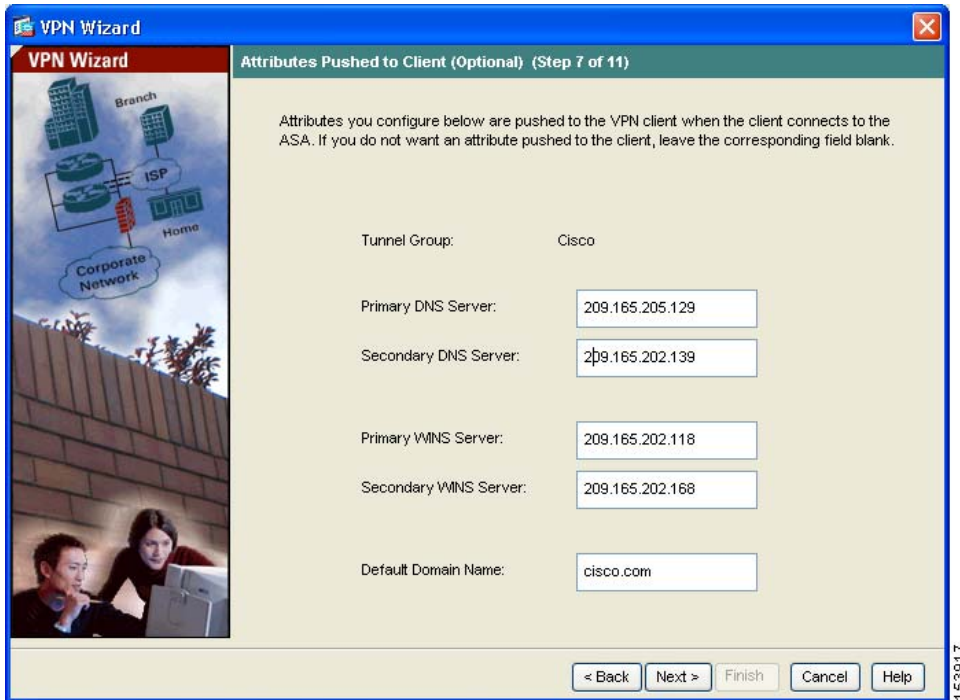 VPN Wizard
VPN Wizard
Branch
ISP
Home
Corporate
Network
Attributes Pushed to Client (Optional) (Step 7 of 11)
Attributes you configure below are pushed to the VPN client when the client connects to the
ASA. If you do not want an attribute pushed to the client, leave the corresponding field blank.
Tunnel Group: Cisco
Primary DNS Server: 209.165.205.129
Secondary DNS Server: 209.165.202.139
Primary WINS Server: 209.165.202.118
Secondary WINS Server: 209.165.202.168
Default Domain Name: cisco.com
< Back Next > Finish Cancel Help
153917